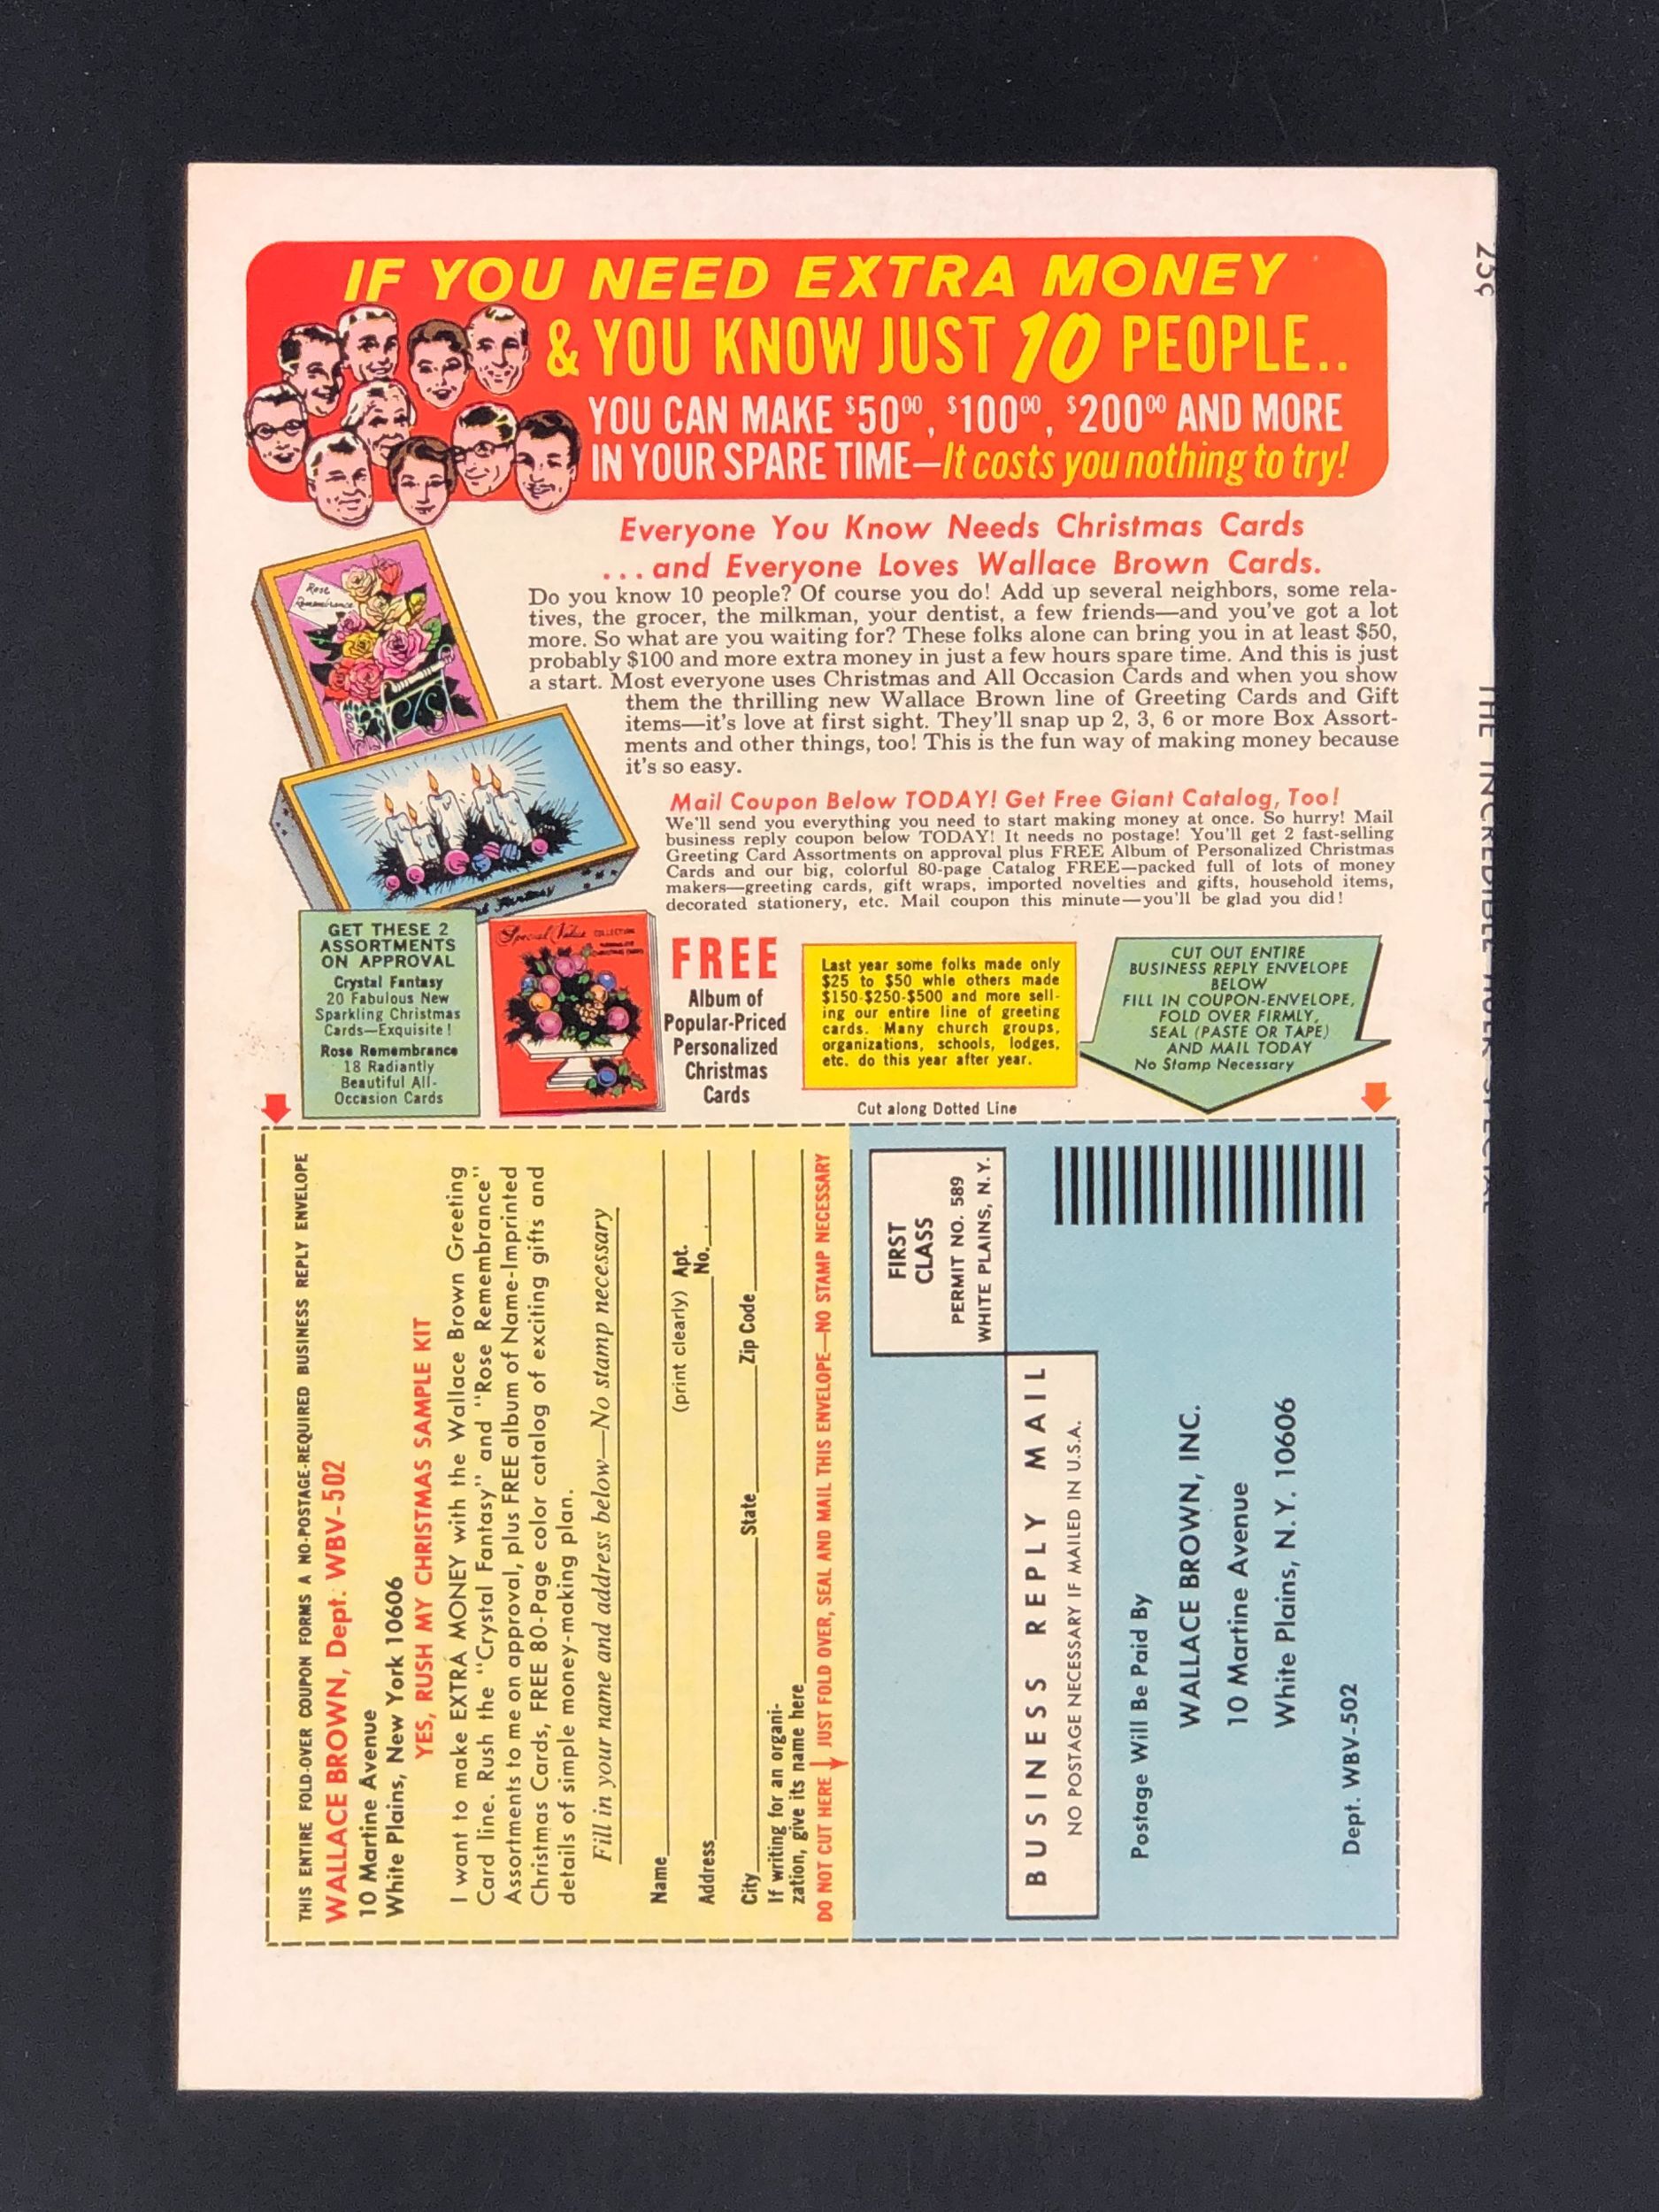 IF YOU NEED EXTRA MONEY
& YOU KNOW JUST 10 PEOPLE..
YOU CAN MAKE $50⁰⁰, $100⁰⁰, $200⁰⁰ AND MORE
IN YOUR SPARE TIME—It costs you nothing to try!
Everyone You Know Needs Christmas Cards
...and Everyone Loves Wallace Brown Cards.
Do you know 10 people? Of course you do! Add up several neighbors, some rela-
tives, the grocer, the milkman, your dentist, a few friends—and you've got a lot
more. So what are you waiting for? These folks alone can bring you in at least $50,
probably $100 and more extra money in just a few hours spare time. And this is just
a start. Most everyone uses Christmas and All Occasion Cards and when you show
them the thrilling new Wallace Brown line of Greeting Cards and Gift
items—it's love at first sight. They'll snap up 2, 3, 6 or more Box Assort-
ments and other things, too! This is the fun way of making money because
it's so easy.
Rose
Remembrance
Mail Coupon Below TODAY! Get Free Giant Catalog, Too!
We'll send you everything you need to start making money at once. So hurry! Mail
business reply coupon below TODAY! It needs no postage! You'll get 2 fast-selling
Greeting Card Assortments on approval plus FREE Album of Personalized Christmas
Cards and our big, colorful 80-page Catalog FREE—packed full of lots of money
makers—greeting cards, gift wraps, imported novelties and gifts, household items,
decorated stationery, etc. Mail coupon this minute—you'll be glad you did!
Fantasy
GET THESE 2
ASSORTMENTS
ON APPROVAL
Crystal Fantasy
20 Fabulous New
Sparkling Christmas
Cards—Exquisite!
Rose Remembrance
18 Radiantly
Beautiful All-
Occasion Cards
Special Value COLLECTION
CHRISTMAS CARDS
FREE
Album of
Popular-Priced
Personalized
Christmas
Cards
Last year some folks made only
$25 to $50 whle others made
$150-$250-$500 and more sell-
ing our entire line of greeting
cards. Many church groups,
organizations, schools, lodges,
etc. do this year after year.
CUT OUT ENTIRE
BUSINESS REPLY ENVELOPE
BELOW
FILL IN COUPON-ENVELOPE,
FOLD OVER FIRMLY,
SEAL (PASTE OR TAPE)
AND MAIL TODAY
No Stamp Necessary
Cut along Dotted Line
THIS ENTIRE FOLD-OVER COUPON FORMS A NO-POSTAGE-REQUIRED BUSINESS REPLY ENVELOPE
WALLACE BROWN, Dept. WBV-502
10 Martine Avenue
White Plains, New York 10606
YES, RUSH MY CHRISTMAS SAMPLE KIT
I want to make EXTRA MONEY with the Wallace Brown Greeting
Card line. Rush the "Crystal Fantasy" and "Rose Remembrance"
Assortments to me on approval, plus FREE album of Name-Imprinted
Christmas Cards, FREE 80-Page color catalog of exciting gifts and
details of simple money-making plan.
Fill in your name and address below—No stamp necessary
Name
(print clearly) Apt.
Address No.
City State Zip Code
If writing for an organi-
zation, give its name here
DO NOT CUT HERE JUST FOLD OVER, SEAL AND MAIL THIS ENVELOPE—NO STAMP NECESSARY
FIRST
CLASS
PERMIT NO. 589
WHITE PLAINS, N.Y.
BUSINESS REPLY MAIL
NO POSTAGE NECESSARY IF MAILED IN U.S.A.
Postage Will Be Paid By
WALLACE BROWN, INC.
10 Martine Avenue
White Plains, N.Y. 10606
Dept. WBV-502
25¢
THE INCREDIBLE HULK SPECIAL